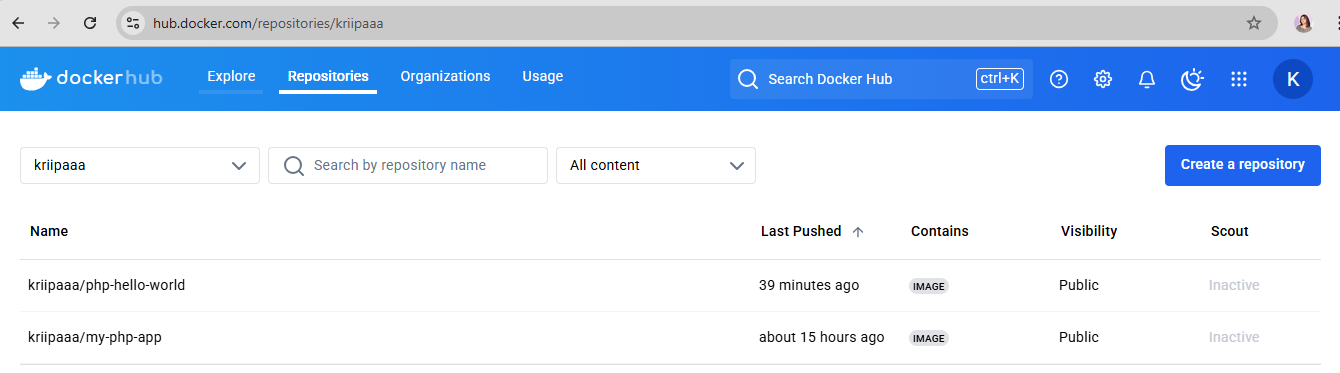 hub.docker.com/repositories/kriipaaa
dockerhub Explore Repositories Organizations Usage Search Docker Hub ctrl+K K
kriipaaa Search by repository name All content Create a repository
Name Last Pushed Contains Visibility Scout
kriipaaa/php-hello-world 39 minutes ago IMAGE Public Inactive
kriipaaa/my-php-app about 15 hours ago IMAGE Public Inactive